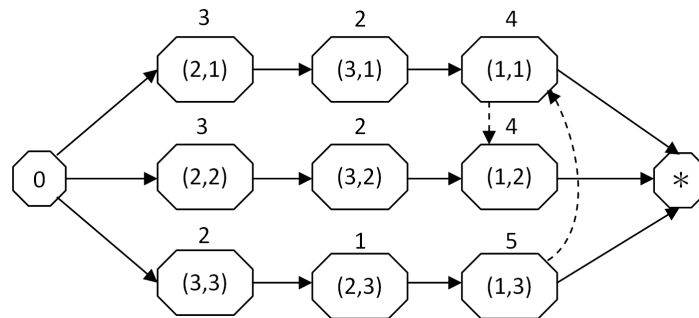 3 2 4
(2,1) (3,1) (1,1)
3 2 4
0 (2,2) (3,2) (1,2) *
2 1 5
(3,3) (2,3) (1,3)